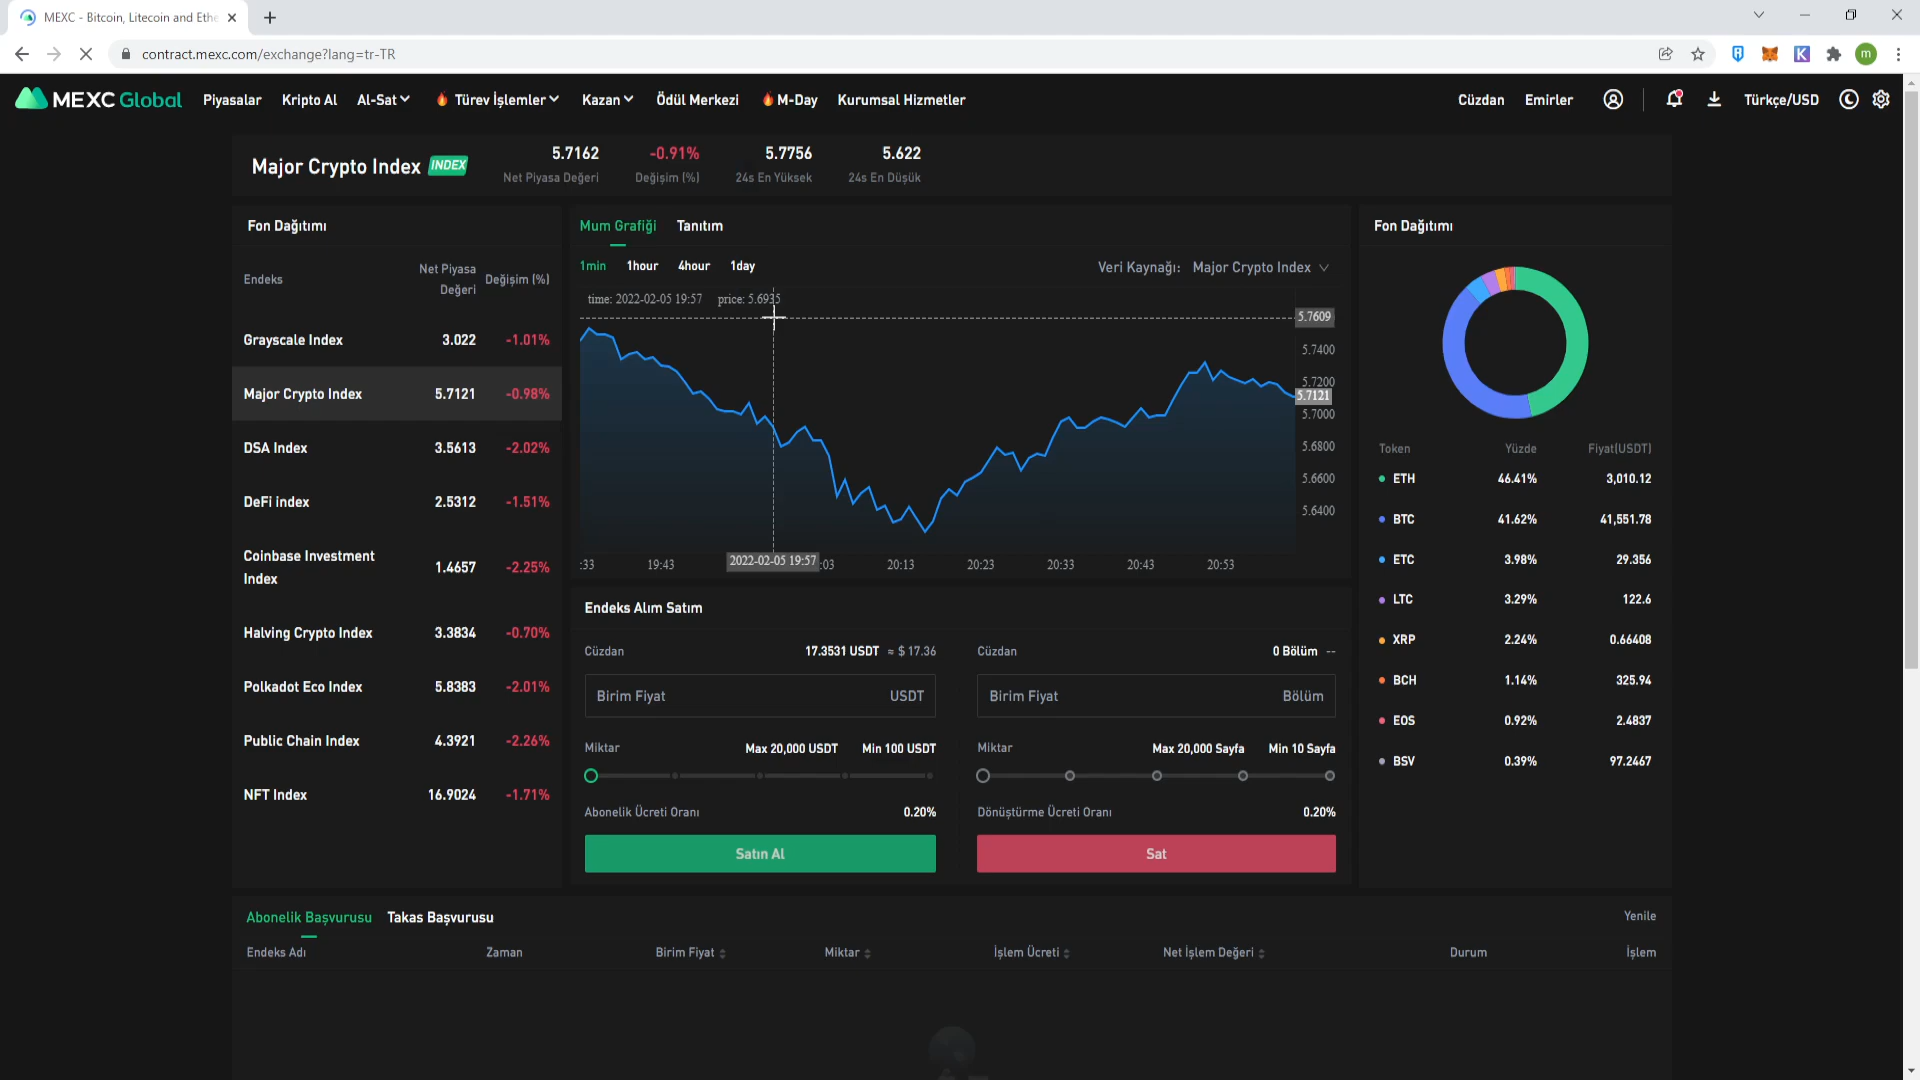 MEXC - Bitcoin, Litecoin and Ethe
contract.mexc.com/exchange?lang=tr-TR
K
m
MEXC Global
Piyasalar
Kripto Al
Al-Sat
Türev İşlemler
Kazan
Ödül Merkezi
M-Day
Kurumsal Hizmetler
Cüzdan
Emirler
Türkçe/USD
Major Crypto Index INDEX
5.7162 -0.91% 5.7756 5.622
Net Piyasa Değeri Değişim (%) 24s En Yüksek 24s En Düşük
Fon Dağıtımı
Endeks Net Piyasa Değeri Değişim (%)
Grayscale Index 3.022 -1.01%
Major Crypto Index 5.7121 -0.98%
DSA Index 3.5613 -2.02%
DeFi index 2.5312 -1.51%
Coinbase Investment
Index 1.4657 -2.25%
Halving Crypto Index 3.3834 -0.70%
Polkadot Eco Index 5.8383 -2.01%
Public Chain Index 4.3921 -2.26%
NFT Index 16.9024 -1.71%
Mum Grafiği Tanıtım
1min 1hour 4hour 1day
Veri Kaynağı: Major Crypto Index
time: 2022-02-05 19:57 price: 5.6935
5.7609
5.7400
5.7200
5.7121
5.7000
5.6800
5.6600
5.6400
:33 19:43 2022-02-05 19:57 :03 20:13 20:23 20:33 20:43 20:53
Endeks Alım Satım
Cüzdan 17.3531 USDT ≈ $ 17.36
Birim Fiyat USDT
Miktar Max 20,000 USDT Min 100 USDT
Abonelik Ücreti Oranı 0.20%
Satın Al
Cüzdan 0 Bölüm --
Birim Fiyat Bölüm
Miktar Max 20,000 Sayfa Min 10 Sayfa
Dönüştürme Ücreti Oranı 0.20%
Sat
Fon Dağıtımı
Token Yüzde Fiyat(USDT)
ETH 46.41% 3,010.12
BTC 41.62% 41,551.78
ETC 3.98% 29.356
LTC 3.29% 122.6
XRP 2.24% 0.66408
BCH 1.14% 325.94
EOS 0.92% 2.4837
BSV 0.39% 97.2467
Abonelik Başvurusu Takas Başvurusu Yenile
Endeks Adı Zaman Birim Fiyat Miktar İşlem Ücreti Net İşlem Değeri Durum İşlem